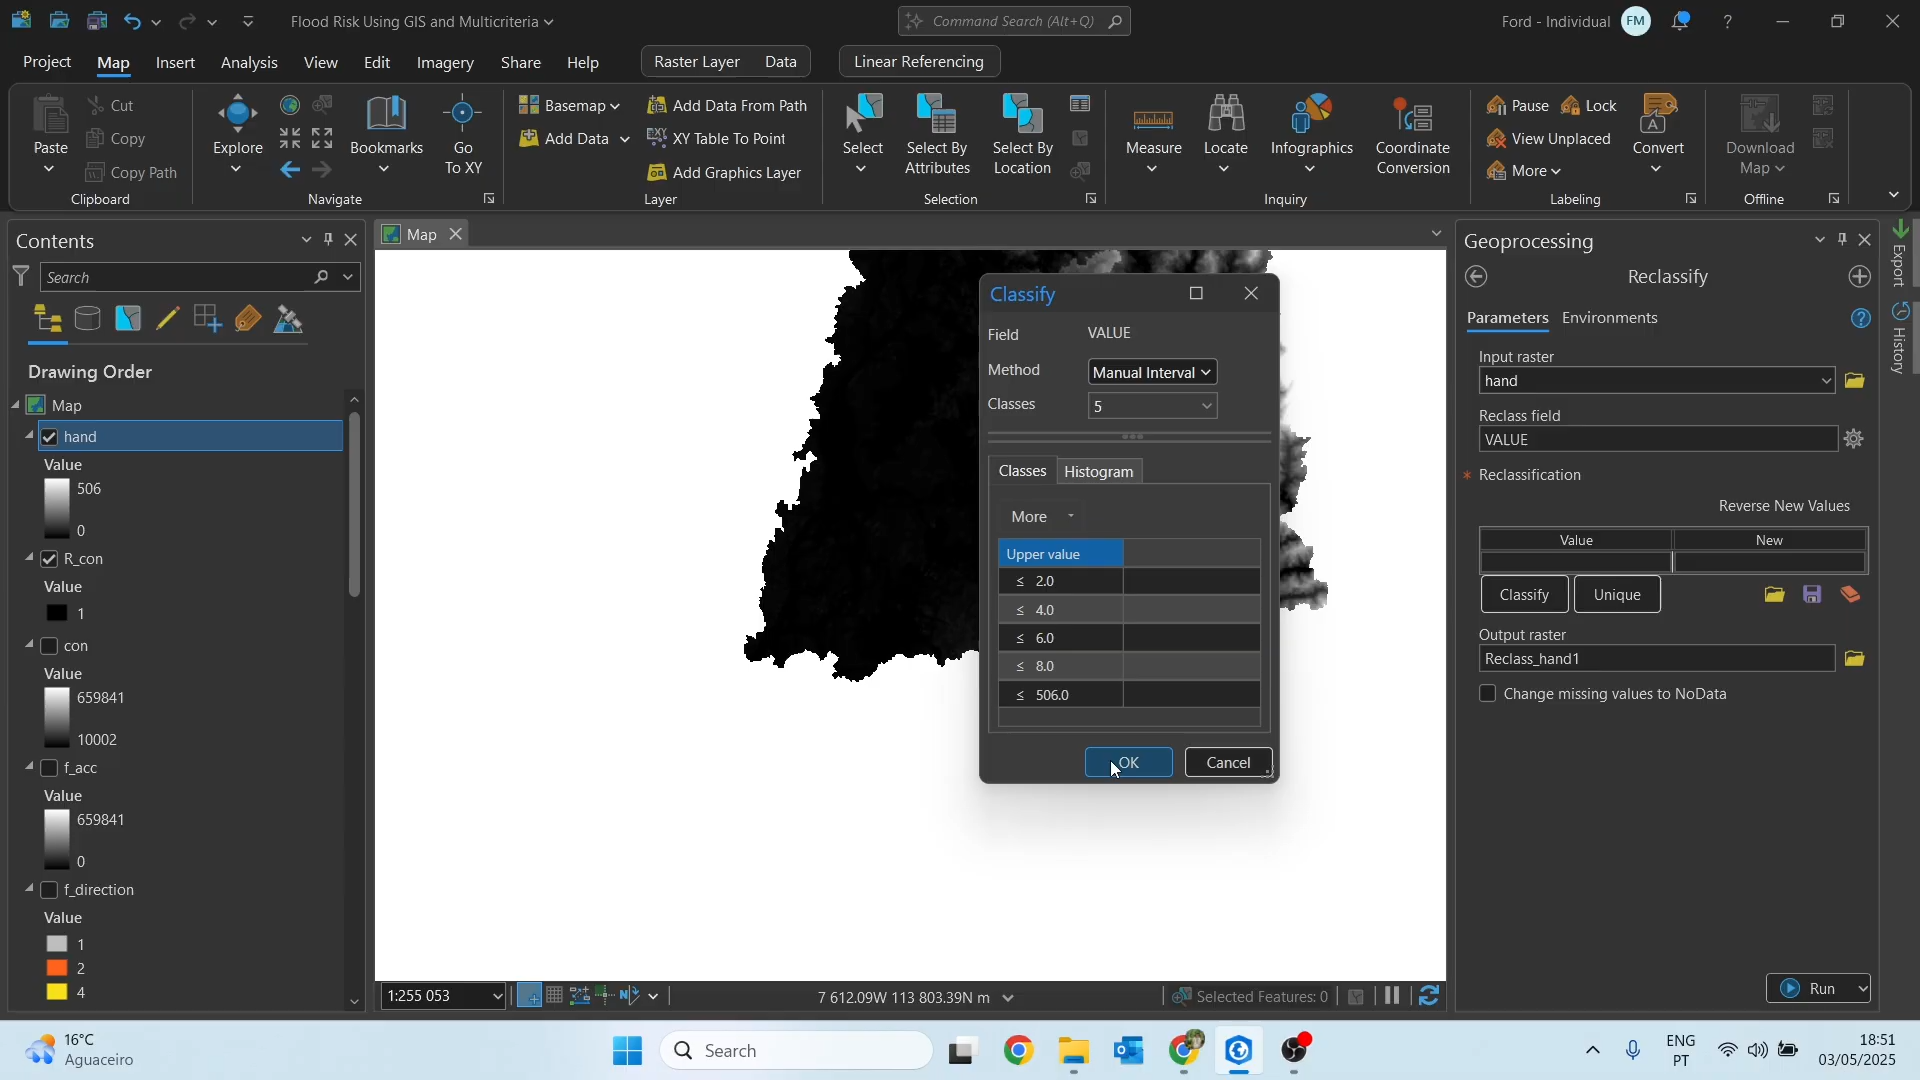 Flood Risk Using GIS and Multicriteria
Command Search (Alt+Q)
Ford - Individual
FM
?
Project
Map
Insert
Analysis
View
Edit
Imagery
Share
Help
Raster Layer
Data
Linear Referencing
Paste
Cut
Copy
Copy Path
Clipboard
Explore
Bookmarks
Go
To XY
Navigate
Basemap
Add Data
Add Data From Path
XY Table To Point
Add Graphics Layer
Layer
Select
Select By
Attributes
Select By
Location
Selection
Measure
Locate
Infographics
Coordinate
Conversion
Inquiry
Pause
Lock
View Unplaced
More
Convert
Labeling
Download
Map
Offline
Contents
Search
Drawing Order
Map
hand
Value
506
0
R_con
Value
1
con
Value
659841
10002
f_acc
Value
659841
0
f_direction
Value
1
2
4
Map
Classify
Field
VALUE
Method
Manual Interval
Classes
5
Classes
Histogram
More
Upper value
≤ 2.0
≤ 4.0
≤ 6.0
≤ 8.0
≤ 506.0
OK
Cancel
1:255 053
7 612.09W 113 803.39N m
Selected Features: 0
Geoprocessing
Reclassify
Parameters
Environments
?
Input raster
hand
Reclass field
VALUE
* Reclassification
Reverse New Values
Value
New
Classify
Unique
Output raster
Reclass_hand1
Change missing values to NoData
Run
Export
History
16°C
Aguaceiro
Search
ENG
PT
18:51
03/05/2025